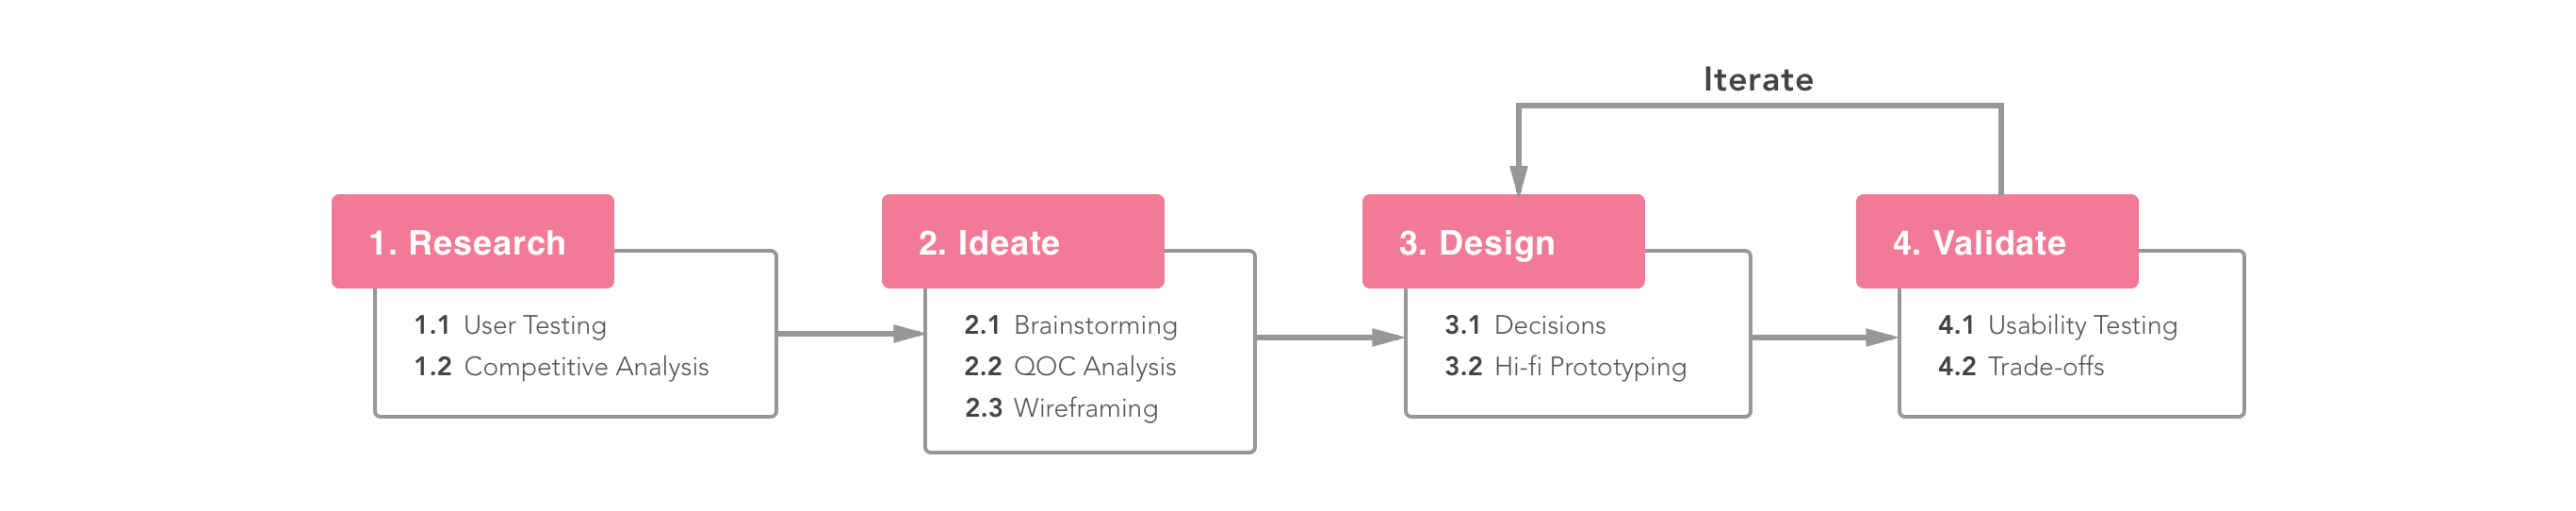 Iterate
1. Research
1.1 User Testing
1.2 Competitive Analysis
2. Ideate
2.1 Brainstorming
2.2 QOC Analysis
2.3 Wireframing
3. Design
3.1 Decisions
3.2 Hi-fi Prototyping
4. Validate
4.1 Usability Testing
4.2 Trade-offs